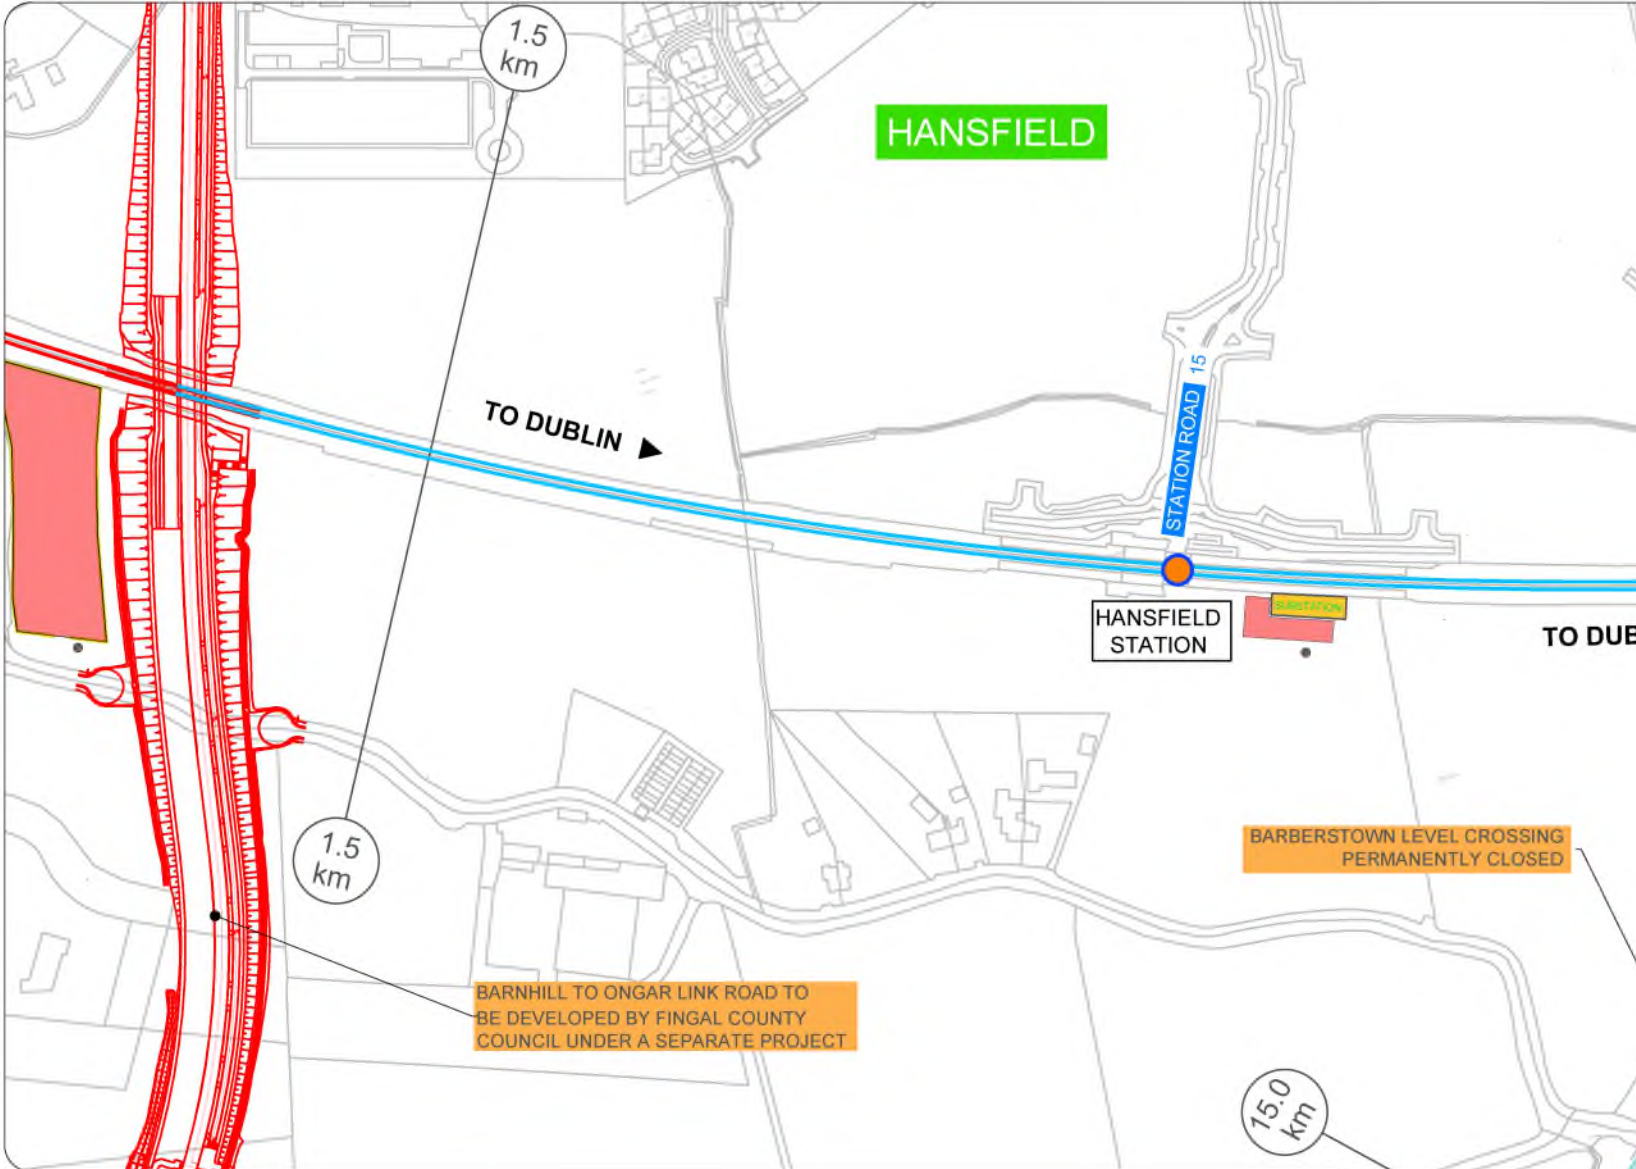 1.5
km
HANSFIELD
TO DUBLIN
STATION ROAD 15
HANSFIELD
STATION
SUBSTATION
TO DUB
1.5
km
BARBERSTOWN LEVEL CROSSING
PERMANENTLY CLOSED
BARNHILL TO ONGAR LINK ROAD TO
BE DEVELOPED BY FINGAL COUNTY
COUNCIL UNDER A SEPARATE PROJECT
15.0
km